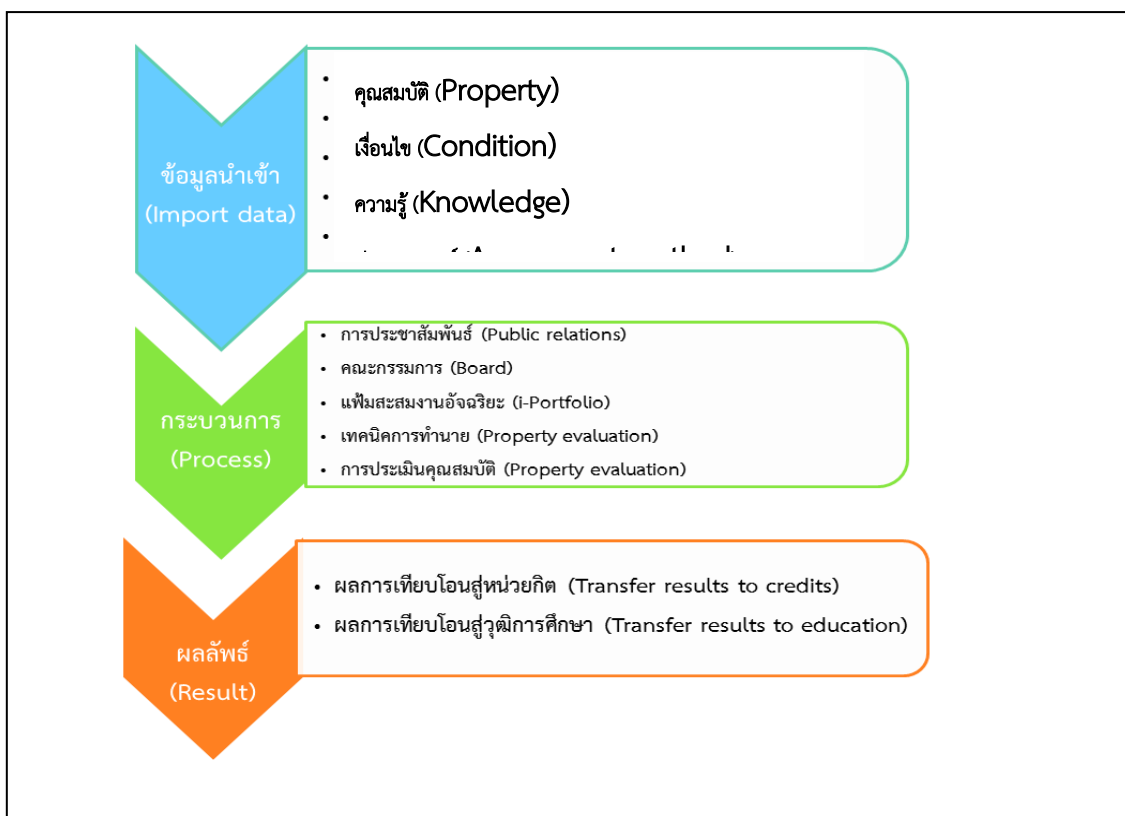 ข้อมูลนำเข้า
(Import data)
• คุณสมบัติ (Property)
• เงื่อนไข (Condition)
• ความรู้ (Knowledge)
กระบวนการ
(Process)
• การประชาสัมพันธ์ (Public relations)
• คณะกรรมการ (Board)
• แฟ้มสะสมงานอัจฉริยะ (i-Portfolio)
• เทคนิคการทำนาย (Property evaluation)
• การประเมินคุณสมบัติ (Property evaluation)
ผลลัพธ์
(Result)
• ผลการเทียบโอนสู่หน่วยกิต (Transfer results to credits)
• ผลการเทียบโอนสู่วุฒิการศึกษา (Transfer results to education)